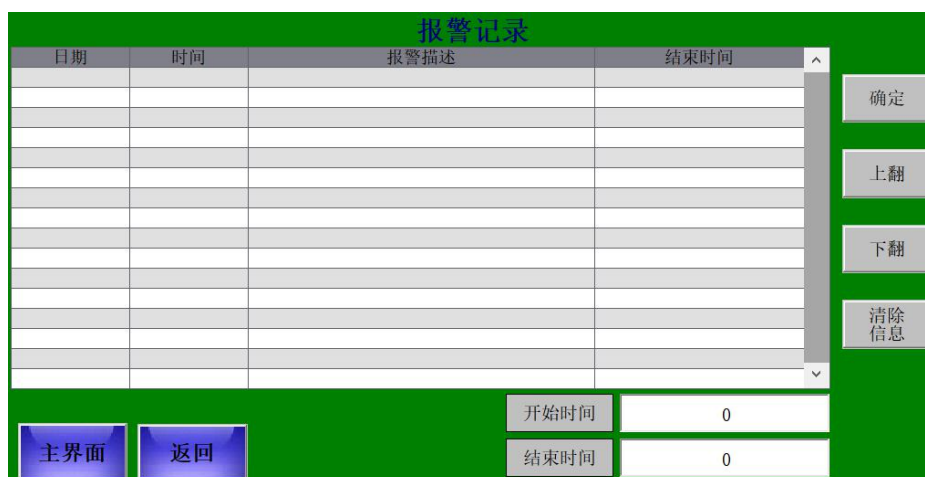 报警记录
日期 时间 报警描述 结束时间
确定
上翻
下翻
清除
信息
开始时间 0
主界面 返回 结束时间 0